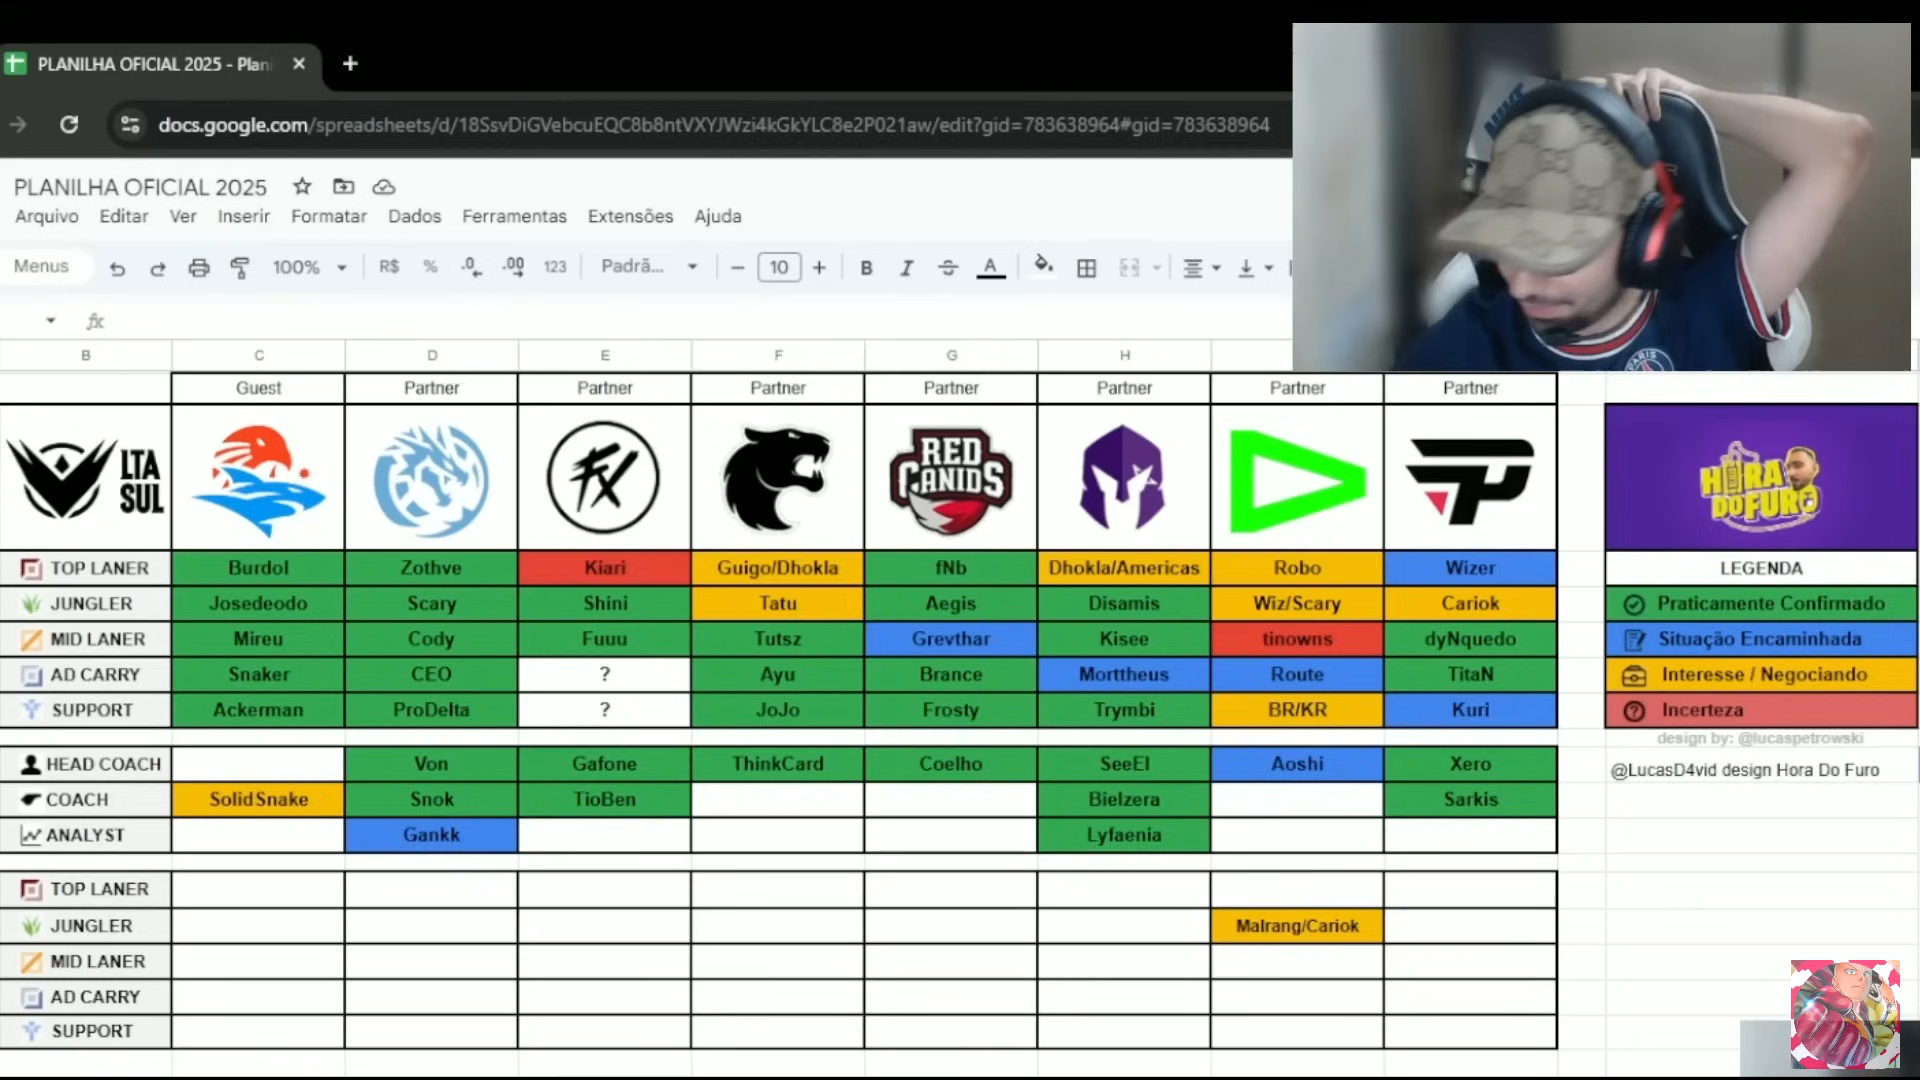 PLANILHA OFICIAL 2025 - Plani
docs.google.com/spreadsheets/d/18SsvDiGVebcuEQC8b8ntVXYJWzi4kGkYLC8e2P021aw/edit?gid=783638964#gid=783638964
PLANILHA OFICIAL 2025
Arquivo Editar Ver Inserir Formatar Dados Ferramentas Extensões Ajuda
Menus 100% R$ % .0 .00 123 Padrã... 10 B I S A
fx
B C D E F G H
Guest Partner Partner Partner Partner Partner Partner Partner
LTA SUL FX RED CANIDS HORA DO FURO
TOP LANER Burdol Zothve Kiari Guigo/Dhokla fNb Dhokla/Americas Robo Wizer LEGENDA
JUNGLER Josedeodo Scary Shini Tatu Aegis Disamis Wiz/Scary Cariok Praticamente Confirmado
MID LANER Mireu Cody Fuuu Tutsz Grevthar Kisee tinowns dyNquedo Situação Encaminhada
AD CARRY Snaker CEO ? Ayu Brance Morttheus Route TitaN Interesse / Negociando
SUPPORT Ackerman ProDelta ? JoJo Frosty Trymbi BR/KR Kuri Incerteza
design by: @lucaspetrowski
HEAD COACH Von Gafone ThinkCard Coelho SeeEl Aoshi Xero @LucasD4vid design Hora Do Furo
COACH SolidSnake Snok TioBen Bielzera Sarkis
ANALYST Gankk Lyfaenia
TOP LANER
JUNGLER Malrang/Cariok
MID LANER
AD CARRY
SUPPORT